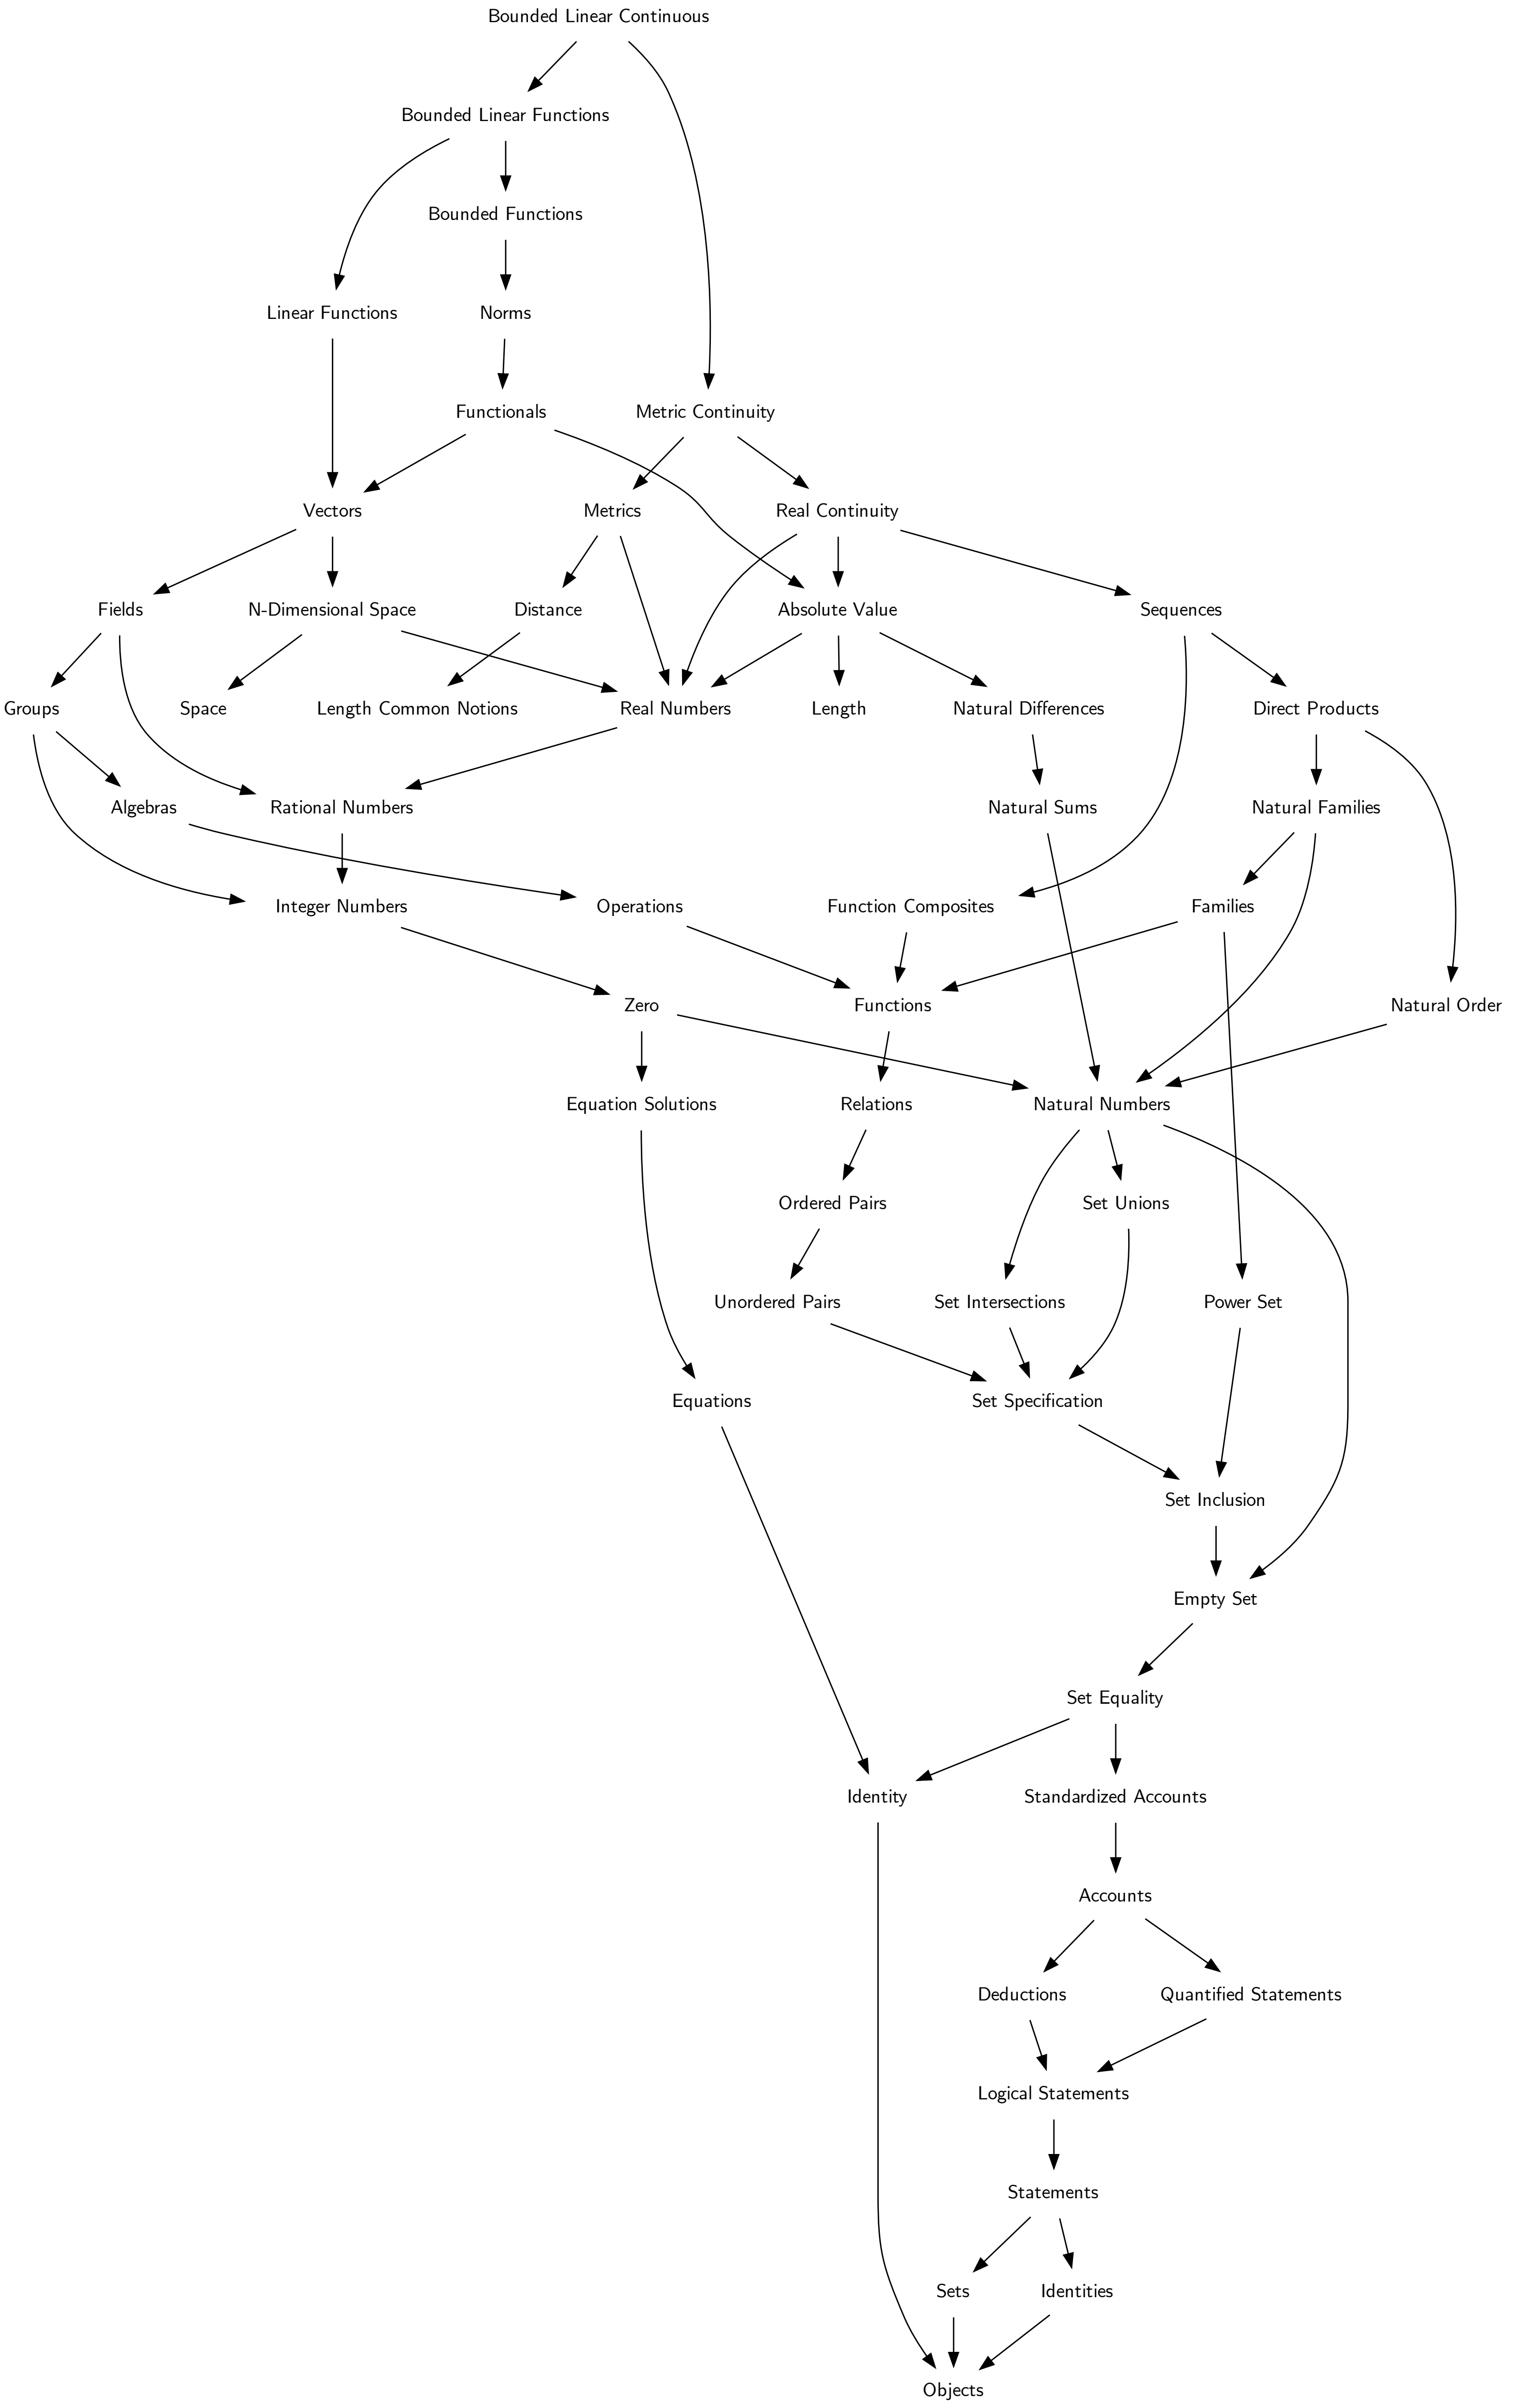 Bounded Linear Continuous
Bounded Linear Functions
Bounded Functions
Linear Functions
Norms
Functionals
Metric Continuity
Vectors
Metrics
Real Continuity
Fields
N-Dimensional Space
Distance
Absolute Value
Sequences
Groups
Space
Length Common Notions
Real Numbers
Length
Natural Differences
Direct Products
Algebras
Rational Numbers
Natural Sums
Natural Families
Integer Numbers
Operations
Function Composites
Families
Zero
Functions
Natural Order
Equation Solutions
Relations
Natural Numbers
Ordered Pairs
Set Unions
Unordered Pairs
Set Intersections
Power Set
Equations
Set Specification
Set Inclusion
Empty Set
Set Equality
Identity
Standardized Accounts
Accounts
Deductions
Quantified Statements
Logical Statements
Statements
Sets
Identities
Objects